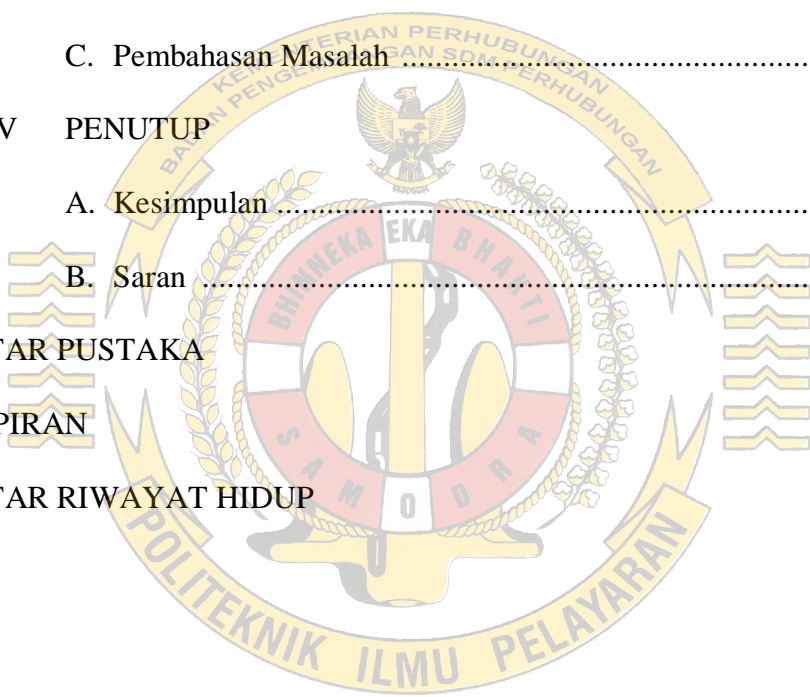 KEMENTERIAN PERHUBUNGAN
BADAN PENGEMBANGAN SDM PERHUBUNGAN
C. Pembahasan Masalah ................................................
V PENUTUP
A. Kesimpulan ................................................................
B. Saran .........................................................................
TAR PUSTAKA
PIRAN
TAR RIWAYAT HIDUP
BHINNEKA EKA BHAKTI
SAMODRA
POLITEKNIK ILMU PELAYARAN